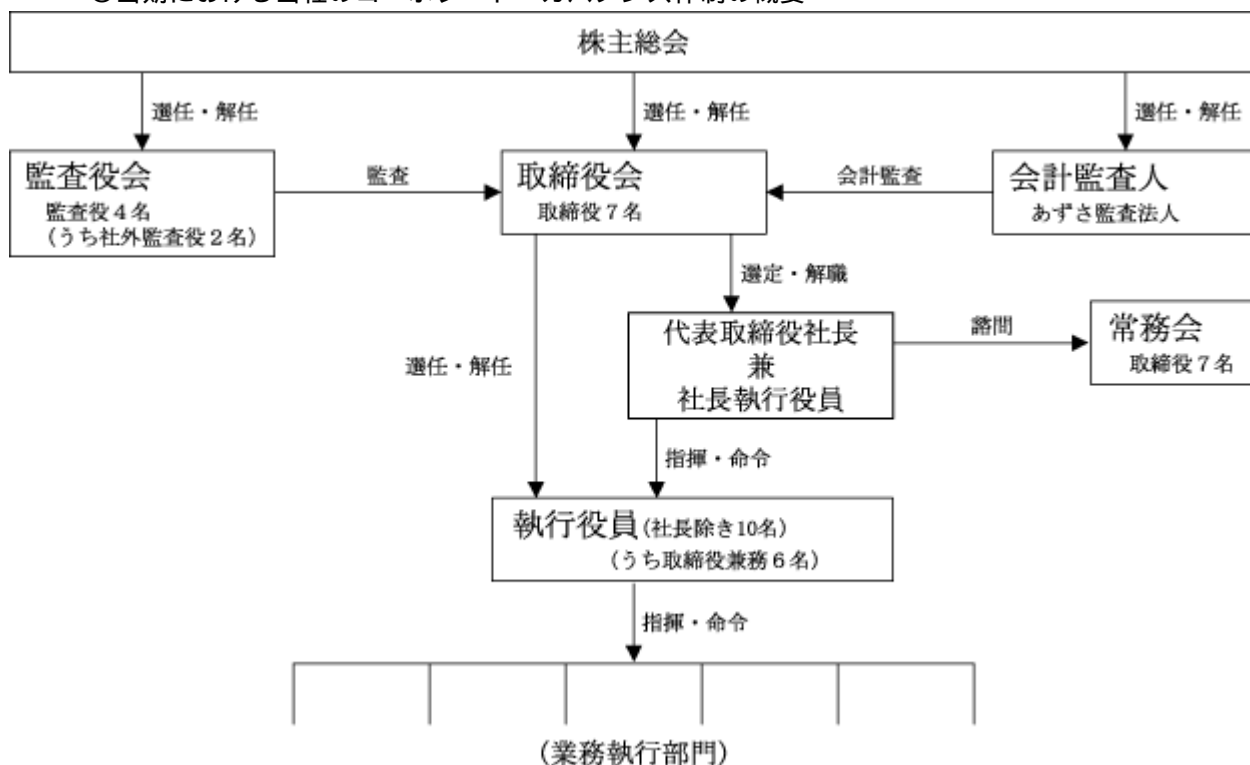 株主総会
選任・解任
選任・解任
選任・解任
監査役会
監査役4名
(うち社外監査役2名)
監査
取締役会
取締役7名
会計監査
会計監査人
あずさ監査法人
選定・解職
代表取締役社長
兼
社長執行役員
諮問
常務会
取締役7名
選任・解任
指揮・命令
執行役員(社長除き10名)
(うち取締役兼務6名)
指揮・命令
(業務執行部門)